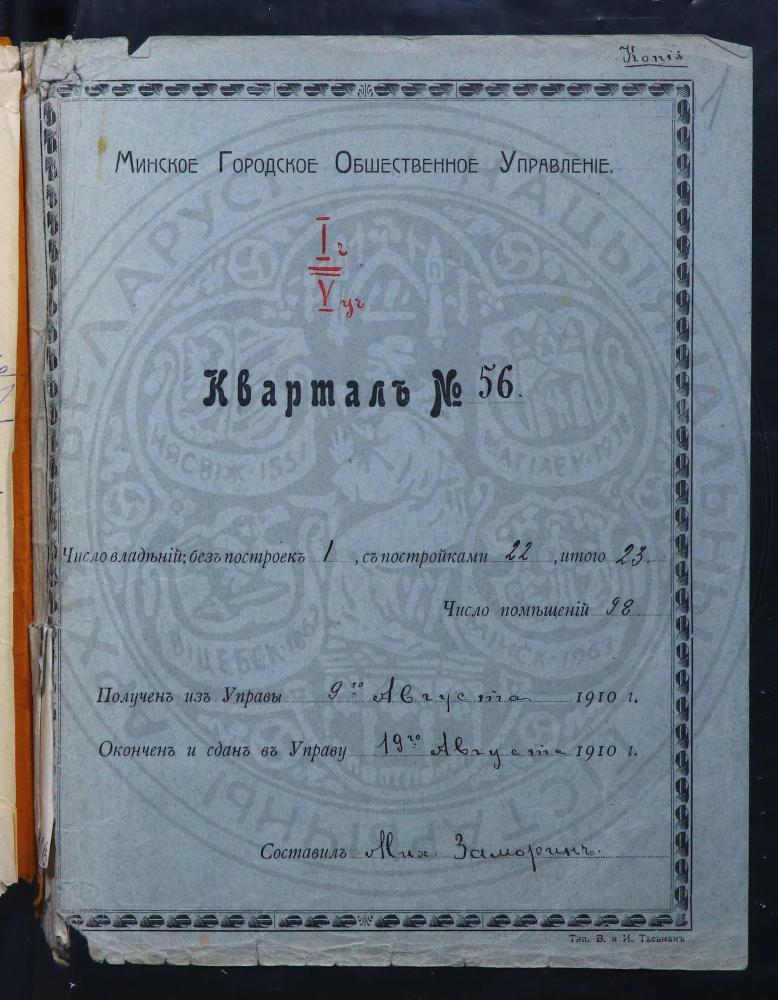 Копія
1
Минское Городское Обшественное Управленіе.
I ч
V уч
Кварталъ № 56.
Число владѣній: безъ построекъ 1, съ постройками 22, итого 23.
Число помѣщеній 98
Полученъ изъ Управы 9го Августа 1910 г.
Оконченъ и сданъ въ Управу 19го Августа 1910 г.
Составилъ Мих. Заморинъ.
Тип. В. и И. Тасьманъ